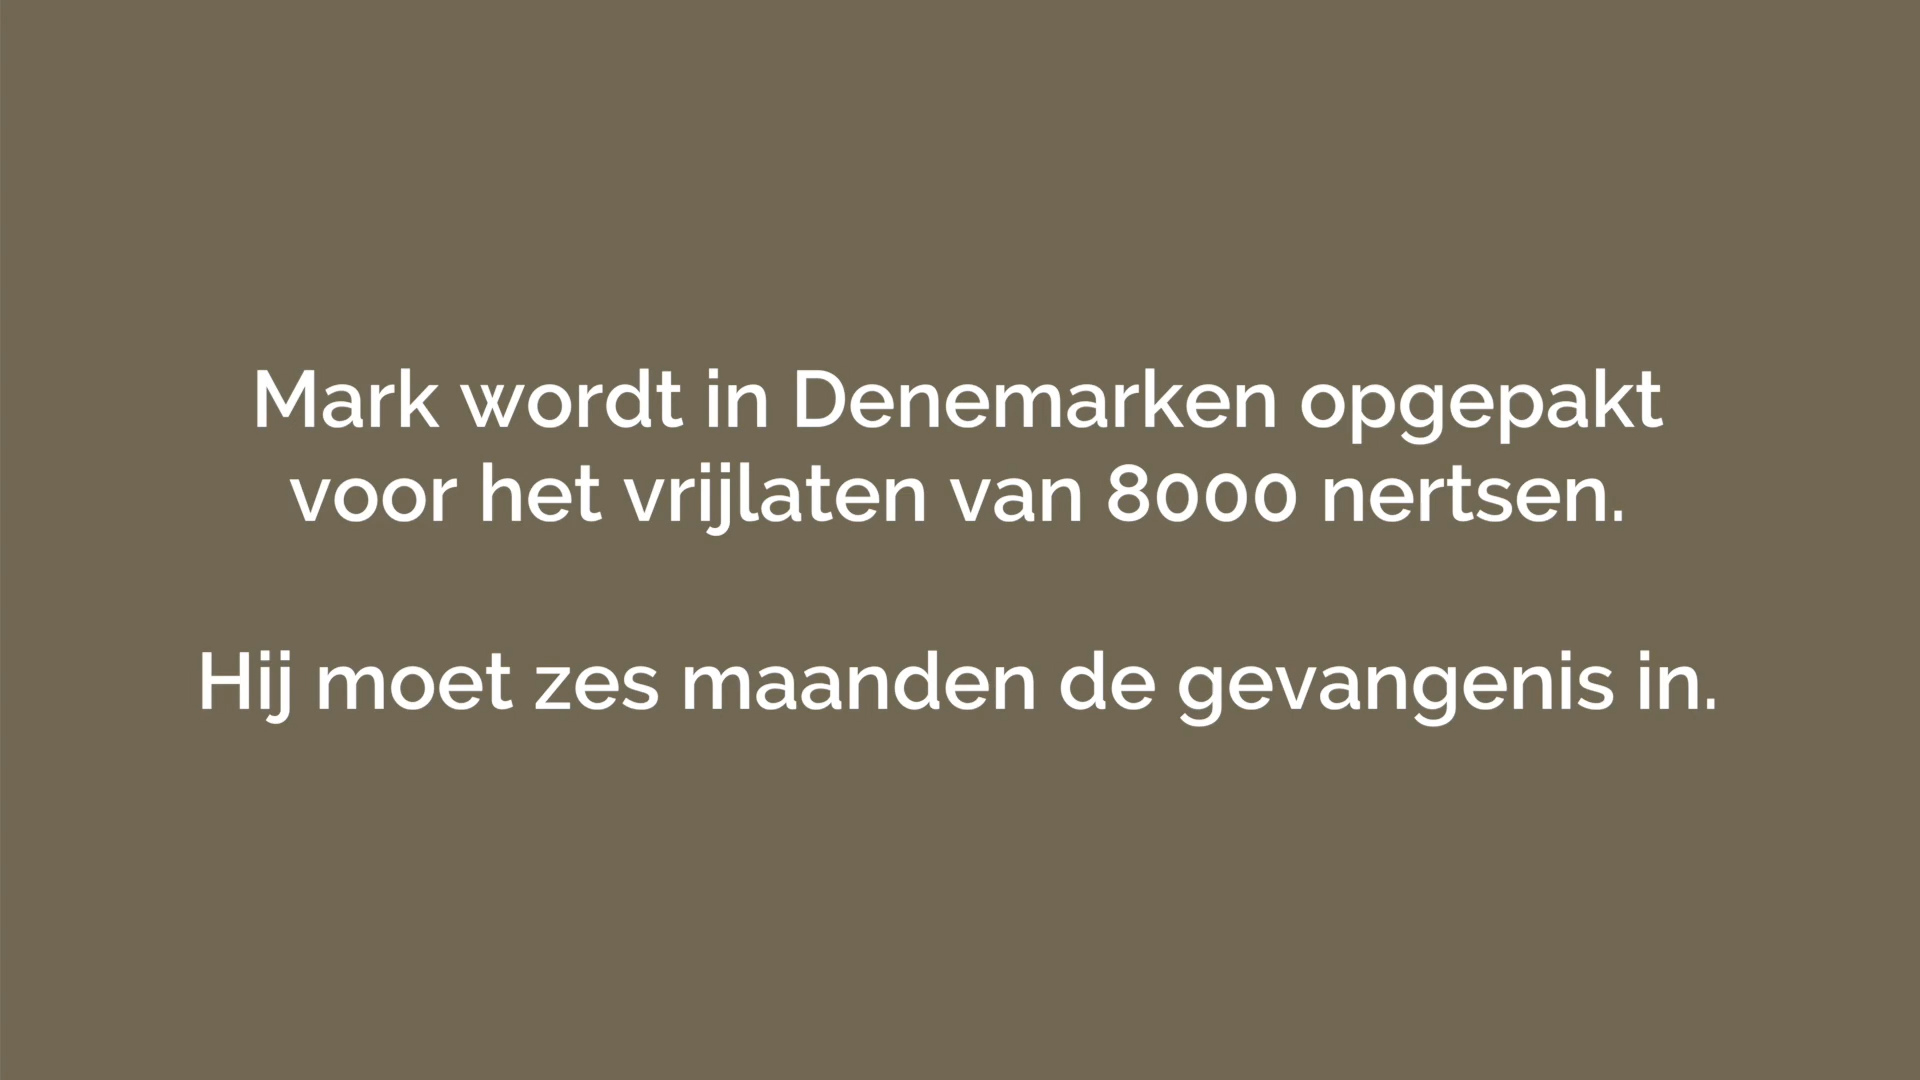 Mark wordt in Denemarken opgepakt
voor het vrijlaten van 8000 nertsen.
Hij moet zes maanden de gevangenis in.